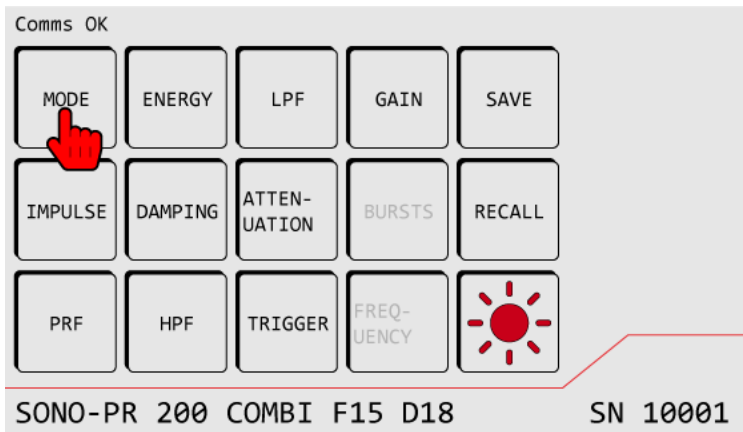 Comms OK
MODE ENERGY LPF GAIN SAVE
IMPULSE DAMPING ATTEN-
UATION BURSTS RECALL
PRF HPF TRIGGER FREQ-
UENCY
SONO-PR 200 COMBI F15 D18 SN 10001